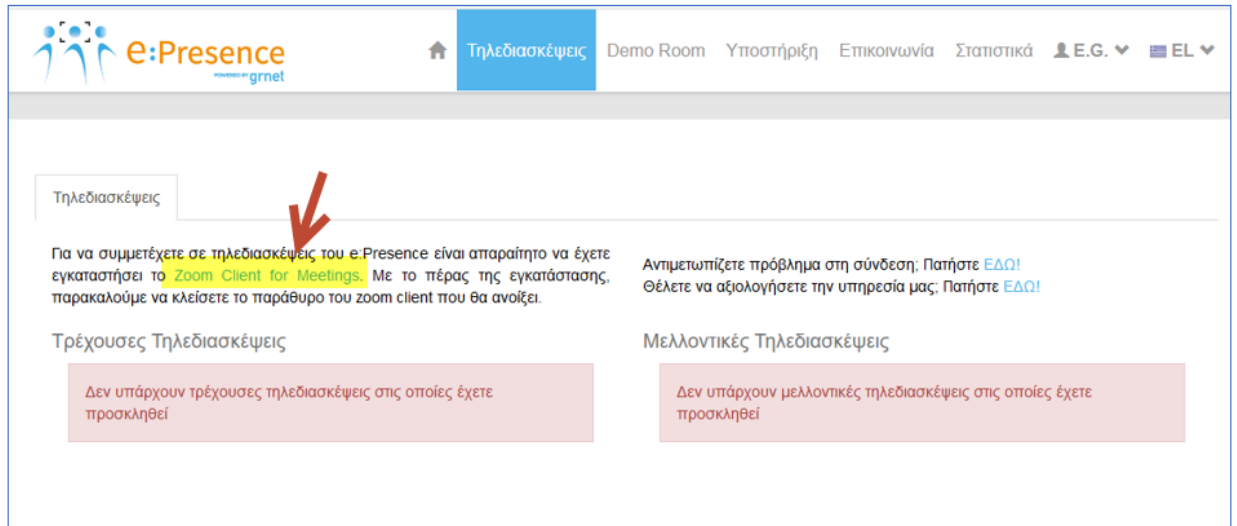 e:Presence
POWERED BY grnet
Τηλεδιασκέψεις Demo Room Υποστήριξη Επικοινωνία Στατιστικά E.G. EL
Τηλεδιασκέψεις
Για να συμμετέχετε σε τηλεδιασκέψεις του e:Presence είναι απαραίτητο να έχετε
εγκαταστήσει το Zoom Client for Meetings. Με το πέρας της εγκατάστασης,
παρακαλούμε να κλείσετε το παράθυρο του zoom client που θα ανοίξει.
Αντιμετωπίζετε πρόβλημα στη σύνδεση; Πατήστε ΕΔΩ!
Θέλετε να αξιολογήσετε την υπηρεσία μας; Πατήστε ΕΔΩ!
Τρέχουσες Τηλεδιασκέψεις
Δεν υπάρχουν τρέχουσες τηλεδιασκέψεις στις οποίες έχετε
προσκληθεί
Μελλοντικές Τηλεδιασκέψεις
Δεν υπάρχουν μελλοντικές τηλεδιασκέψεις στις οποίες έχετε
προσκληθεί